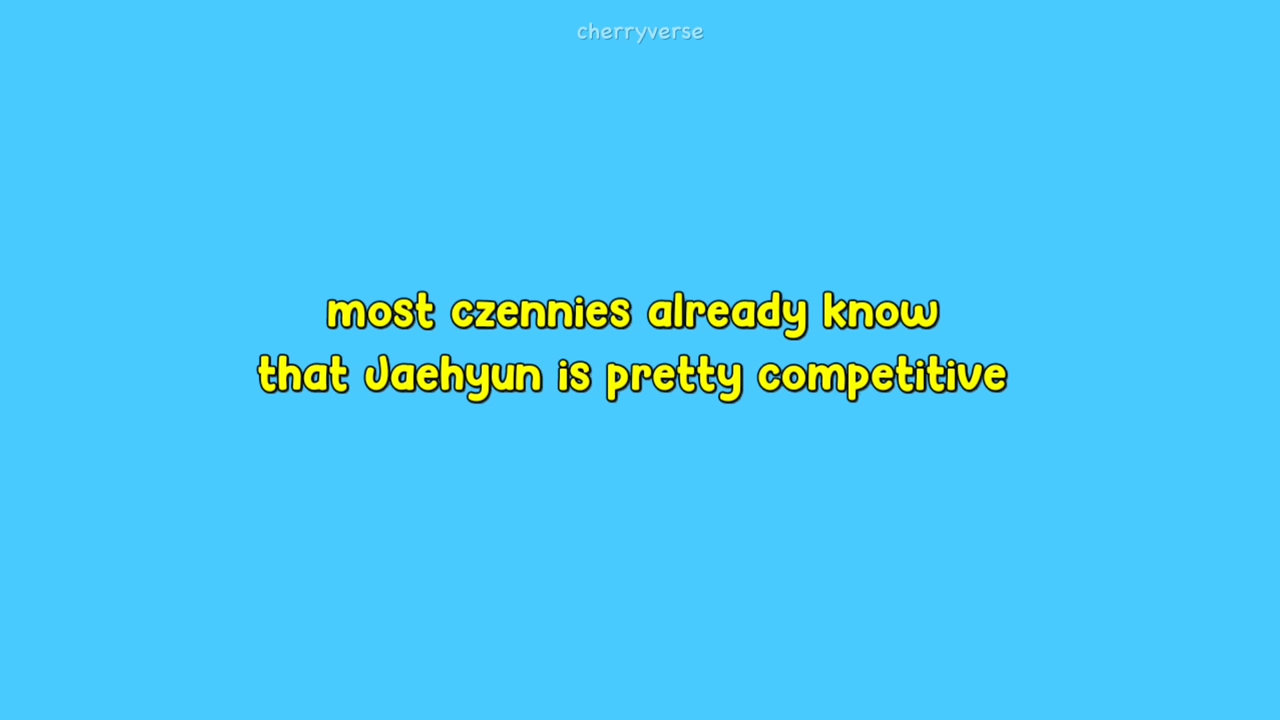 cherryverse
most czennies already know
that Jaehyun is pretty competitive